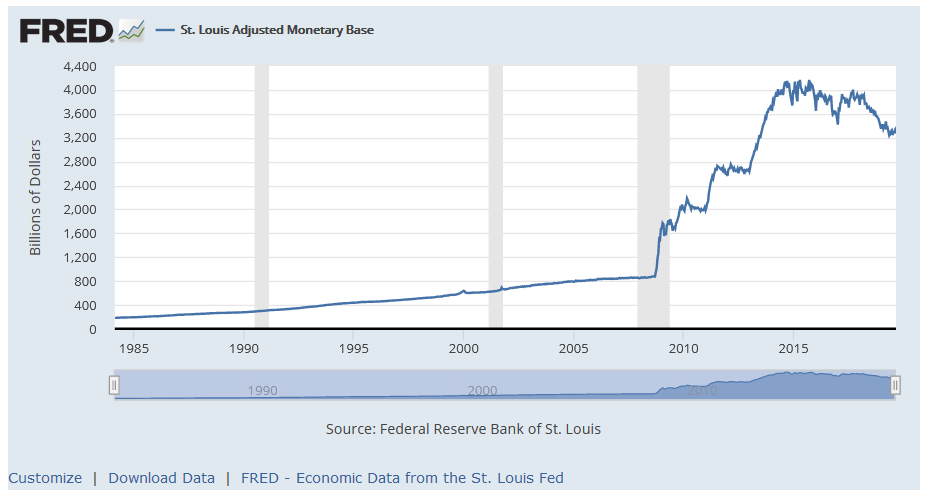 FRED® St. Louis Adjusted Monetary Base
4,400
4,000
3,600
3,200
2,800
2,400
2,000
1,600
1,200
800
400
0
Billions of Dollars
1985 1990 1995 2000 2005 2010 2015
1990 2000 2010
Source: Federal Reserve Bank of St. Louis
Customize | Download Data | FRED - Economic Data from the St. Louis Fed